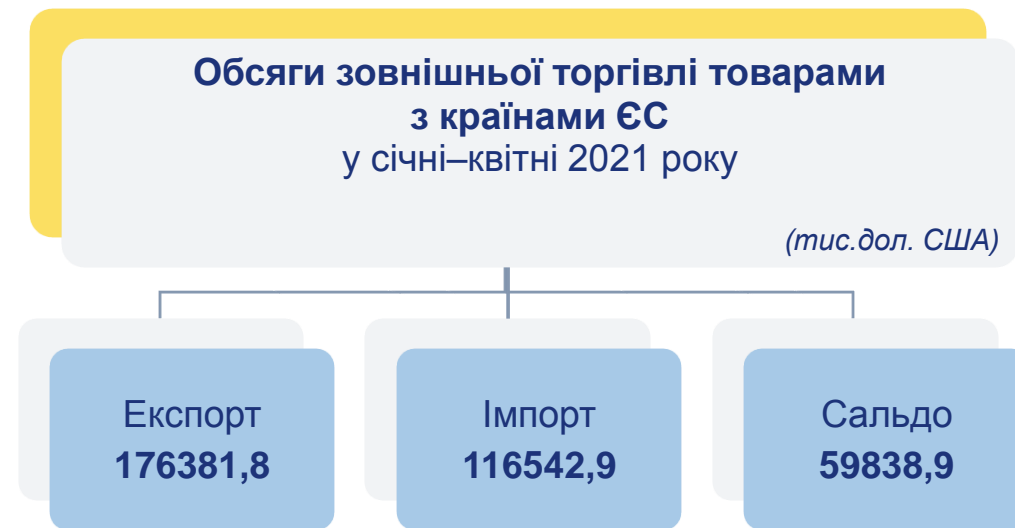 Обсяги зовнішньої торгівлі товарами
з країнами ЄС
у січні–квітні 2021 року
(тис.дол. США)
Експорт
176381,8
Імпорт
116542,9
Сальдо
59838,9